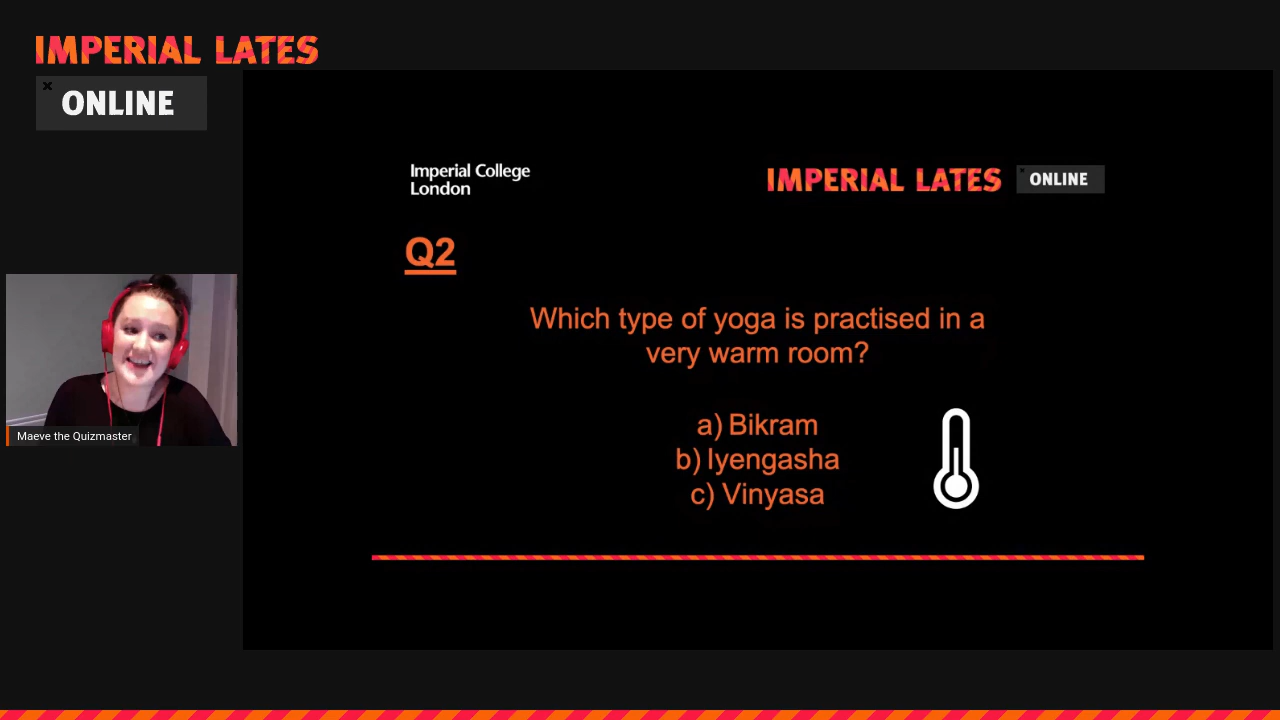 IMPERIAL LATES
ONLINE
Imperial College
London
IMPERIAL LATES ONLINE
Q2
Which type of yoga is practised in a
very warm room?
a) Bikram
b) Iyengasha
c) Vinyasa
Maeve the Quizmaster